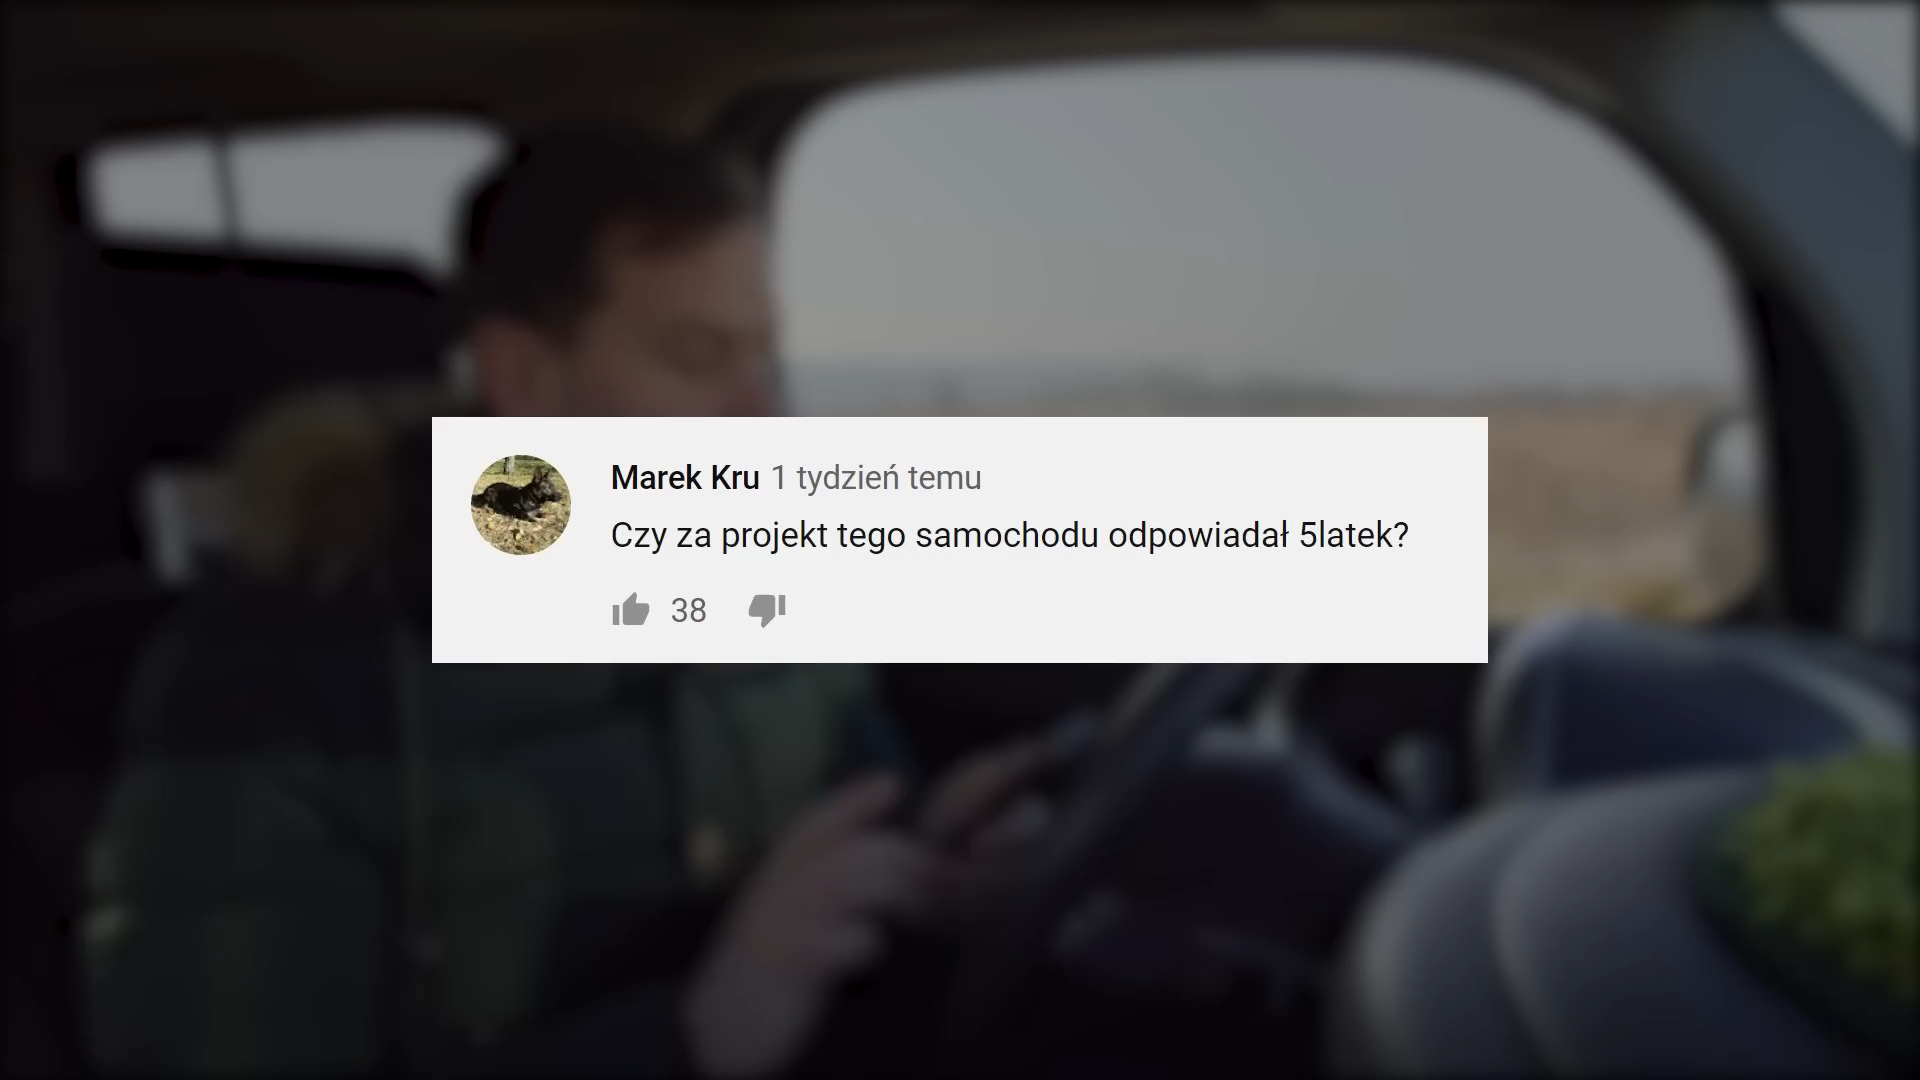 Marek Kru 1 tydzień temu
Czy za projekt tego samochodu odpowiadał 5latek?
38